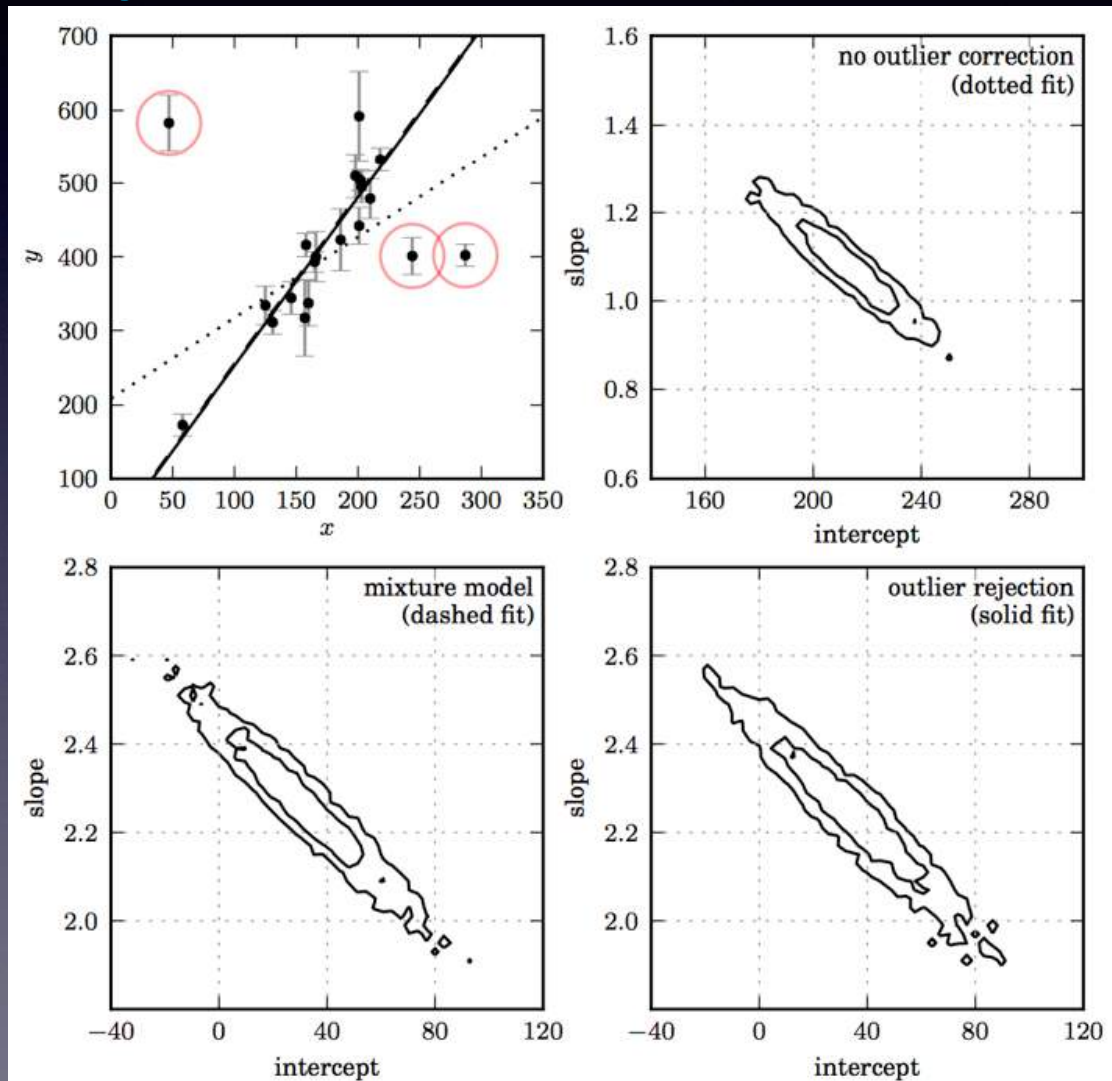 700
600
500
400
300
200
100
y
0 50 100 150 200 250 300 350
x
no outlier correction
(dotted fit)
1.6
1.4
1.2
1.0
0.8
0.6
slope
160 200 240 280
intercept
mixture model
(dashed fit)
2.8
2.6
2.4
2.2
2.0
slope
−40 0 40 80 120
intercept
outlier rejection
(solid fit)
2.8
2.6
2.4
2.2
2.0
slope
−40 0 40 80 120
intercept